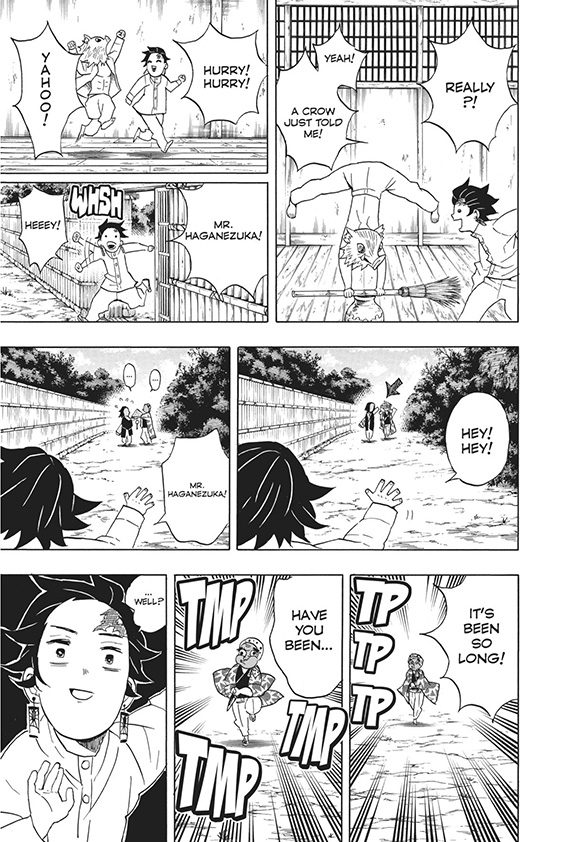 REALLY
?!
YEAH!
A CROW
JUST TOLD
ME!
HURRY!
HURRY!
YAHOO!
MR.
HAGANEZUKA!
WHSH
HEEEY!
HEY!
HEY!
...
...
MR.
HAGANEZUKA!
IT'S
BEEN
SO
LONG!
TP
TP
TP
HAVE
YOU
BEEN...
TMP
TMP
TMP
...
WELL?